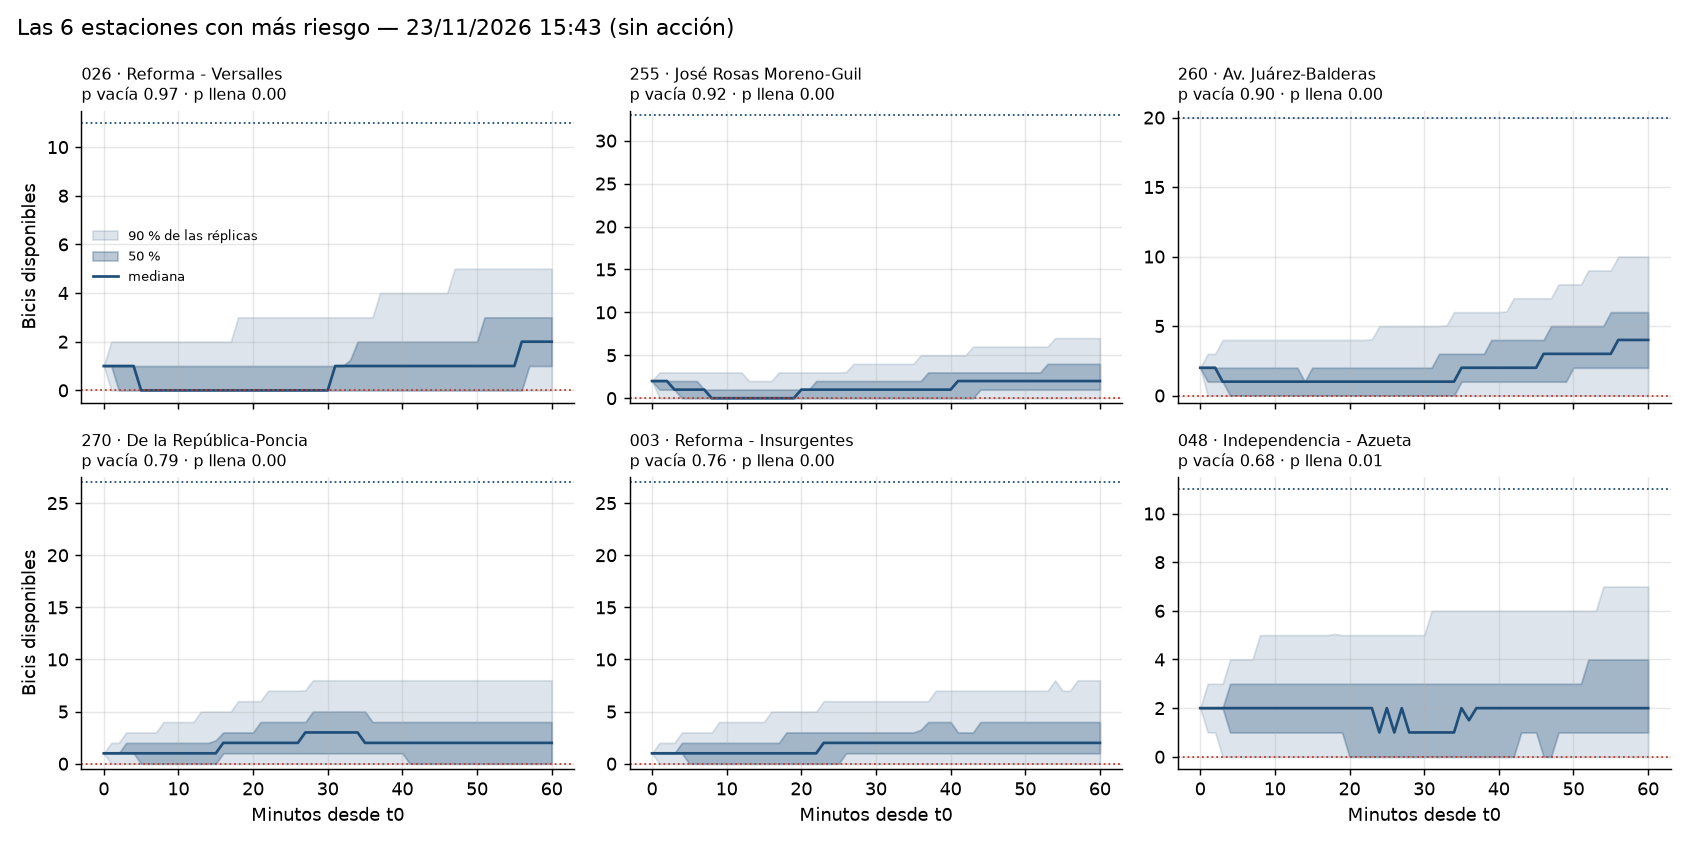 Las 6 estaciones con más riesgo — 23/11/2026 15:43 (sin acción)
026 · Reforma - Versalles
p vacía 0.97 · p llena 0.00
10
8
6
4
2
0
Bicis disponibles
90 % de las réplicas
50 %
mediana
255 · José Rosas Moreno-Guil
p vacía 0.92 · p llena 0.00
30
25
20
15
10
5
0
260 · Av. Juárez-Balderas
p vacía 0.90 · p llena 0.00
20
15
10
5
0
270 · De la República-Poncia
p vacía 0.79 · p llena 0.00
25
20
15
10
5
0
Bicis disponibles
0 10 20 30 40 50 60
Minutos desde t0
003 · Reforma - Insurgentes
p vacía 0.76 · p llena 0.00
25
20
15
10
5
0
0 10 20 30 40 50 60
Minutos desde t0
048 · Independencia - Azueta
p vacía 0.68 · p llena 0.01
10
8
6
4
2
0
0 10 20 30 40 50 60
Minutos desde t0